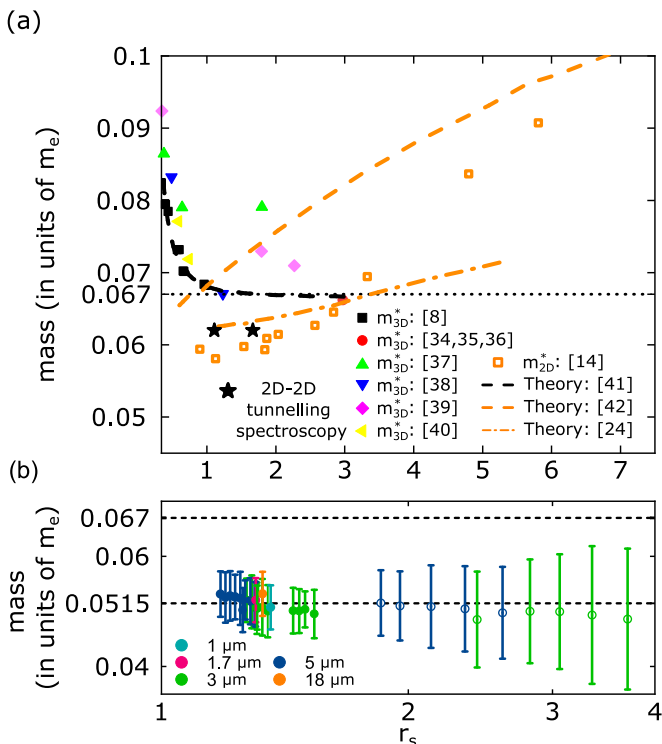 (a)
0.1
0.09
0.08
0.07
0.067
0.06
0.05
mass (in units of mₑ)
m*3D: [8]
m*3D: [34,35,36]
m*3D: [37]
m*3D: [38]
m*3D: [39]
m*3D: [40]
2D-2D
tunnelling
spectroscopy
m*2D: [14]
Theory: [41]
Theory: [42]
Theory: [24]
1 2 3 4 5 6 7
(b)
0.067
0.06
0.0515
0.04
mass
(in units of mₑ)
1 μm
1.7 μm
3 μm
5 μm
18 μm
1 2 3 4
rₛ